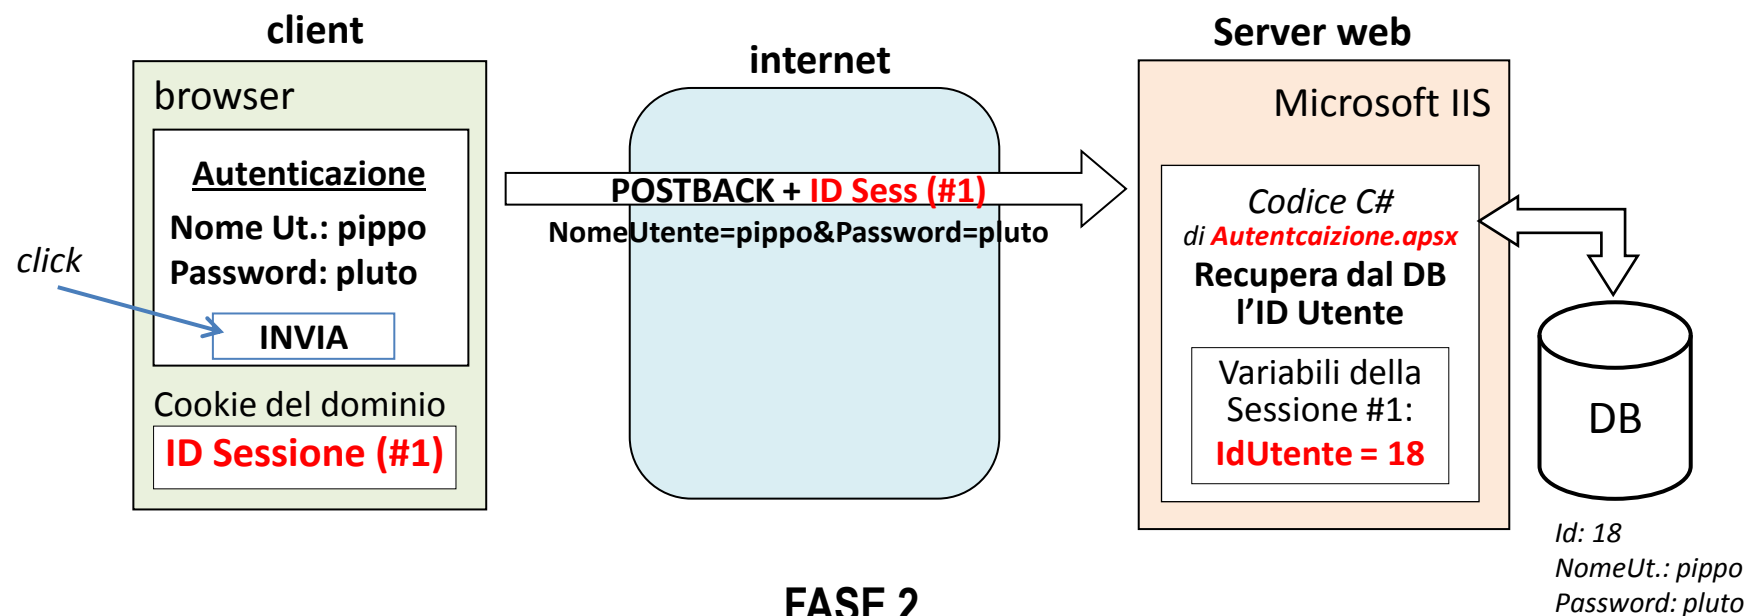 client
browser
Autenticazione
Nome Ut.: pippo
Password: pluto
click
INVIA
Cookie del dominio
ID Sessione (#1)
internet
POSTBACK + ID Sess (#1)
NomeUtente=pippo&Password=pluto
Server web
Microsoft IIS
Codice C#
di Autentcaizione.apsx
Recupera dal DB
l'ID Utente
Variabili della
Sessione #1:
IdUtente = 18
DB
Id: 18
NomeUt.: pippo
Password: pluto
FASE 2